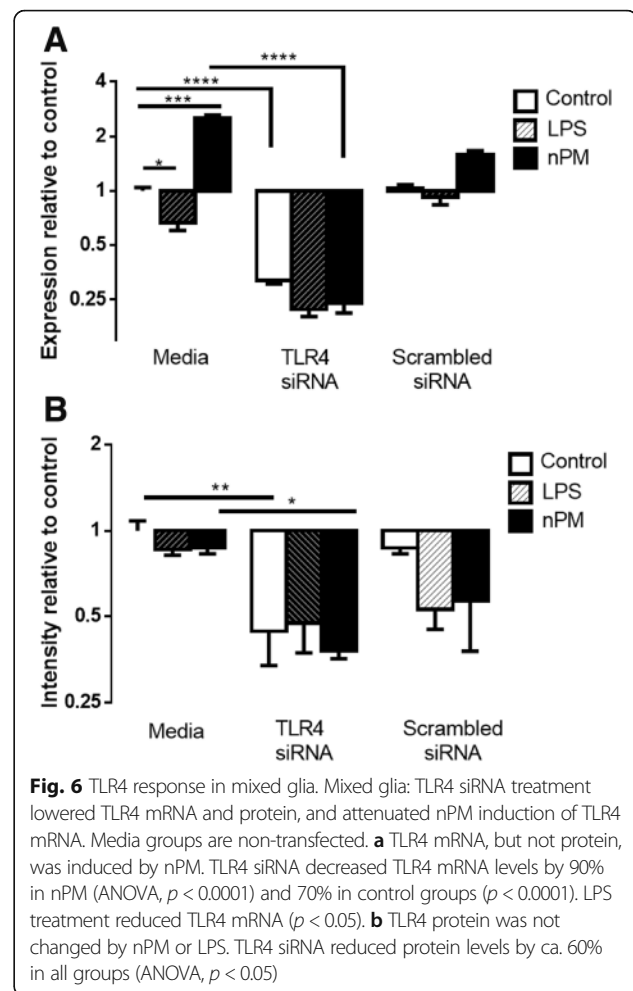 A
****
****
***
*
Control
LPS
nPM
Expression relative to control
4
2
1
0.5
0.25
Media
TLR4 siRNA
Scrambled siRNA
B
**
*
Control
LPS
nPM
Intensity relative to control
2
1
0.5
0.25
Media
TLR4 siRNA
Scrambled siRNA
Fig. 6 TLR4 response in mixed glia. Mixed glia: TLR4 siRNA treatment
lowered TLR4 mRNA and protein, and attenuated nPM induction of TLR4
mRNA. Media groups are non-transfected. a TLR4 mRNA, but not protein,
was induced by nPM. TLR4 siRNA decreased TLR4 mRNA levels by 90%
in nPM (ANOVA, p < 0.0001) and 70% in control groups (p < 0.0001). LPS
treatment reduced TLR4 mRNA (p < 0.05). b TLR4 protein was not
changed by nPM or LPS. TLR4 siRNA reduced protein levels by ca. 60%
in all groups (ANOVA, p < 0.05)